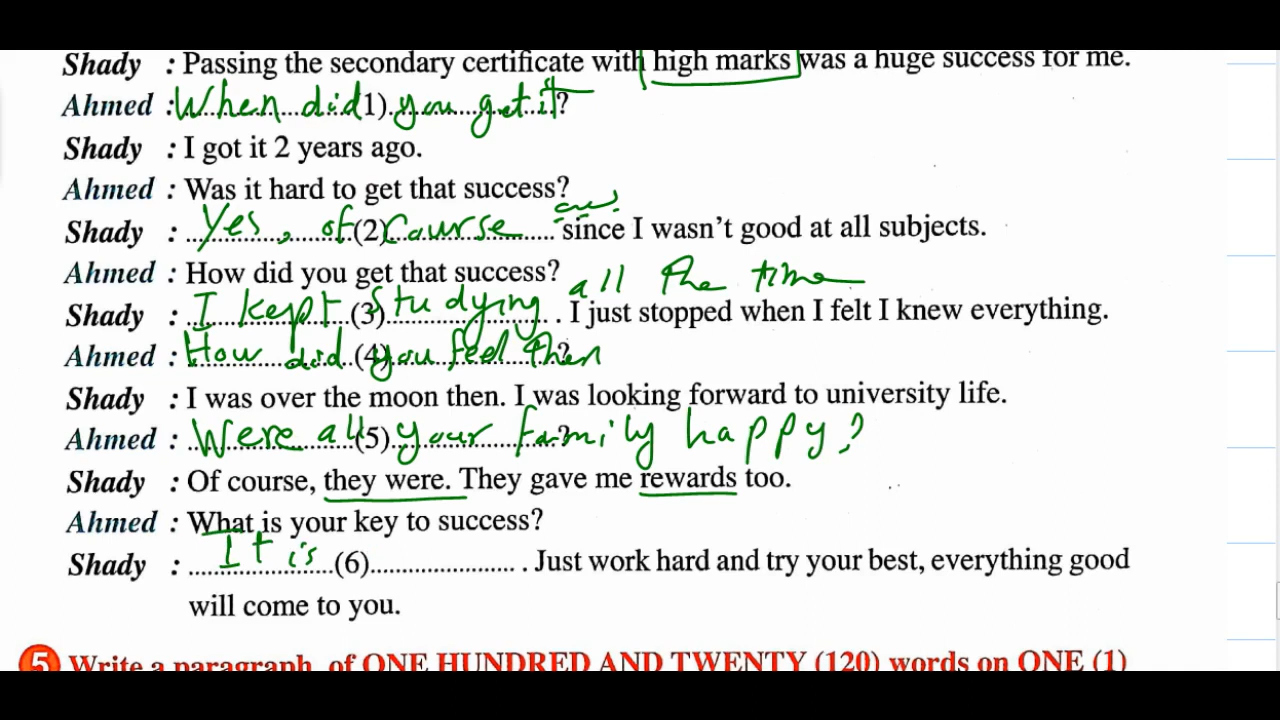 Shady : Passing the secondary certificate with high marks was a huge success for me.
Ahmed : When did (1) you get it ?
Shady : I got it 2 years ago.
Ahmed : Was it hard to get that success?
Shady : Yes, of (2) course since I wasn't good at all subjects.
Ahmed : How did you get that success?
all the time
Shady : I kept (3) studying . I just stopped when I felt I knew everything.
Ahmed : How did (4) you feel then ?
Shady : I was over the moon then. I was looking forward to university life.
Ahmed : Were all (5) your family happy ?
Shady : Of course, they were. They gave me rewards too.
Ahmed : What is your key to success?
Shady : It is (6) . Just work hard and try your best, everything good
will come to you.
5 Write a paragraph of ONE HUNDRED AND TWENTY (120) words on ONE (1)